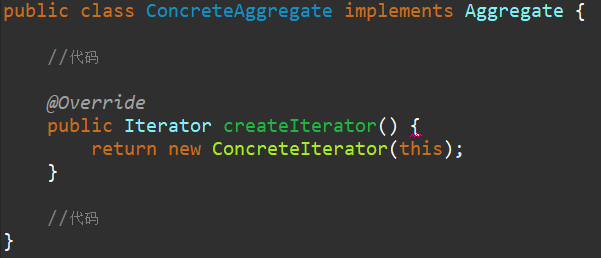 public class ConcreteAggregate implements Aggregate {
//代码
@Override
public Iterator createIterator() {
return new ConcreteIterator(this);
}
//代码
}